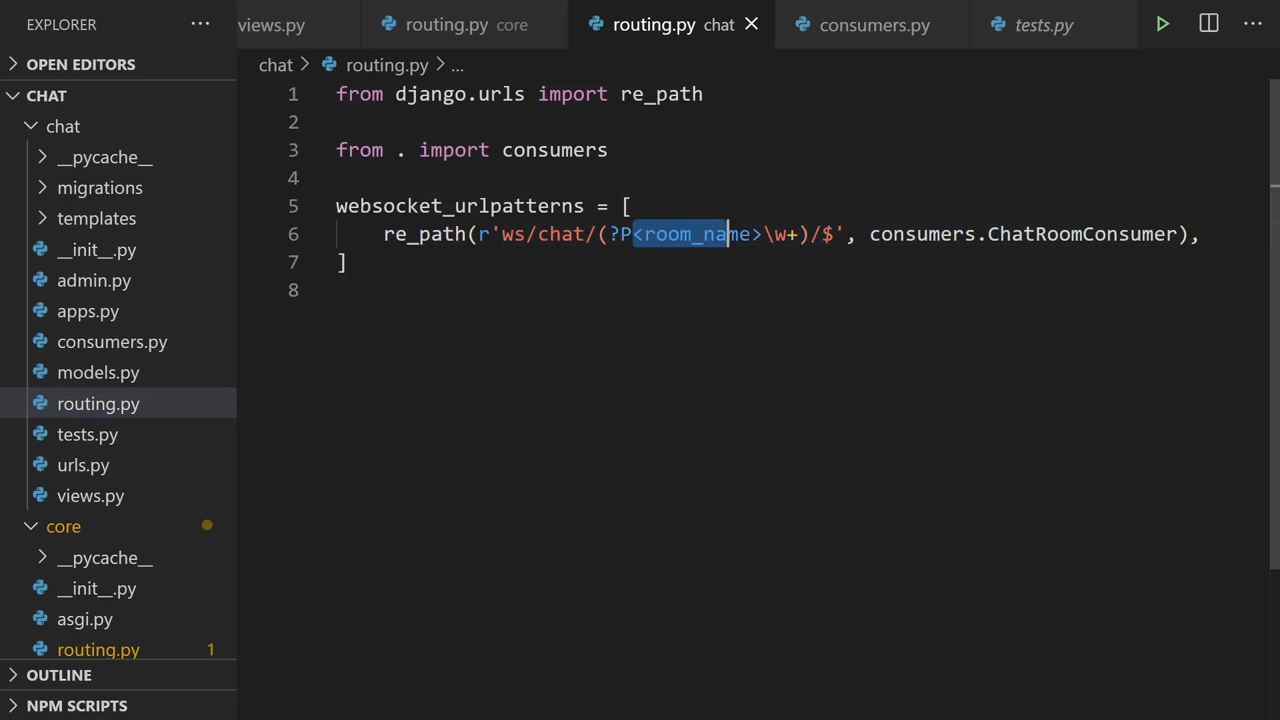 EXPLORER
views.py
routing.py core
routing.py chat
consumers.py
tests.py
OPEN EDITORS
CHAT
chat
__pycache__
migrations
templates
__init__.py
admin.py
apps.py
consumers.py
models.py
routing.py
tests.py
urls.py
views.py
core
__pycache__
__init__.py
asgi.py
routing.py 1
OUTLINE
NPM SCRIPTS
chat > routing.py > ...
1 from django.urls import re_path
2
3 from . import consumers
4
5 websocket_urlpatterns = [
6 re_path(r'ws/chat/(?P<room_name>\w+)/$', consumers.ChatRoomConsumer),
7 ]
8